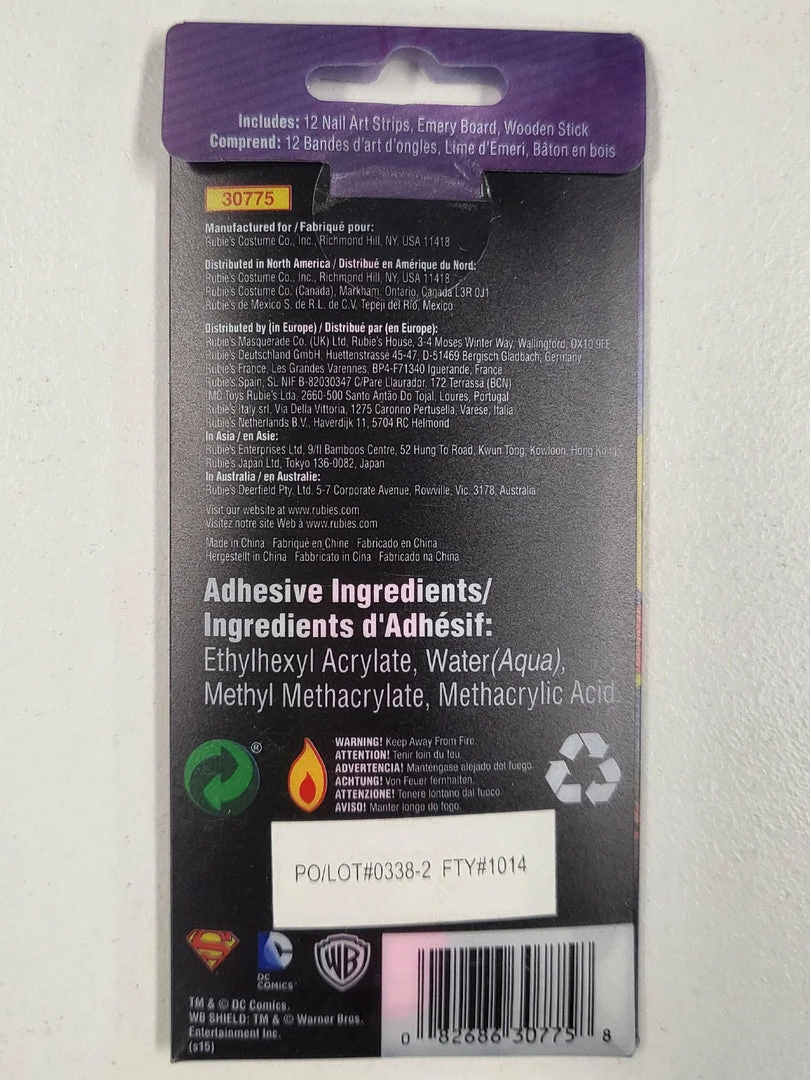 Includes: 12 Nail Art Strips, Emery Board, Wooden Stick
Comprend: 12 Bandes d'art d'ongles, Lime d'Emeri, Bâton en bois
30775
Manufactured for / Fabriqué pour:
Rubie's Costume Co., Inc., Richmond Hill, NY, USA 11418
Distributed in North America / Distribué en Amérique du Nord:
Rubie's Costume Co., Inc., Richmond Hill, NY, USA 11418
Rubie's Costume Co. (Canada), Markham, Ontario, Canada L3R 0J1
Rubie's de Mexico S. de R.L. de C.V. Tepeji del Río, Mexico
Distributed by (in Europe) / Distribué par (en Europe):
Rubie's Masquerade Co. (UK) Ltd, Rubie's House, 3-4 Moses Winter Way, Wallingford, OX10 9FE
Rubie's Deutschland GmbH, Huettenstrasse 45-47, D-51469 Bergisch Gladbach, Germany
Rubie's France, Les Grandes Varennes, BP4-F71340 Iguerande, France
Rubie's Spain, SL NIF B-82030347 C/Pare Llaurador, 172 Terrassa (BCN)
IMC Toys Rubie's Lda, 2660-500 Santo Antão Do Tojal, Loures, Portugal
Rubie's Italy srl, Via Della Vittoria, 1275 Caronno Pertusella, Varese, Italia
Rubie's Netherlands B.V., Haverdijk 11, 5704 RC Helmond
In Asia / en Asie:
Rubie's Enterprises Ltd, 9/II Bamboos Centre, 52 Hung To Road, Kwun Tong, Kowloon, Hong Kong
Rubie's Japan Ltd, Tokyo 136-0082, Japan
In Australia / en Australie:
Rubie's Deerfield Pty. Ltd. 5-7 Corporate Avenue, Rowville, Vic. 3178, Australia
Visit our website at www.rubies.com
Visitez notre site Web à www.rubies.com
Made in China Fabriqué en Chine Fabricado en China
Hergestellt in China Fabbricato in Cina Fabricado na China
Adhesive Ingredients/
Ingredients d'Adhésif:
Ethylhexyl Acrylate, Water(Aqua),
Methyl Methacrylate, Methacrylic Acid
®
WARNING! Keep Away From Fire.
ATTENTION! Tenir loin du feu.
ADVERTENCIA! Manténgase alejado del fuego.
ACHTUNG! Von Feuer fernhalten.
ATTENZIONE! Tenere lontano dal fuoco.
AVISO! Manter longe do fogo.
PO/LOT#0338-2 FTY#1014
S
DC
COMICS™
WB
TM & © DC Comics.
WB SHIELD: TM & © Warner Bros.
Entertainment Inc.
(s15)
0 82686 30775 8